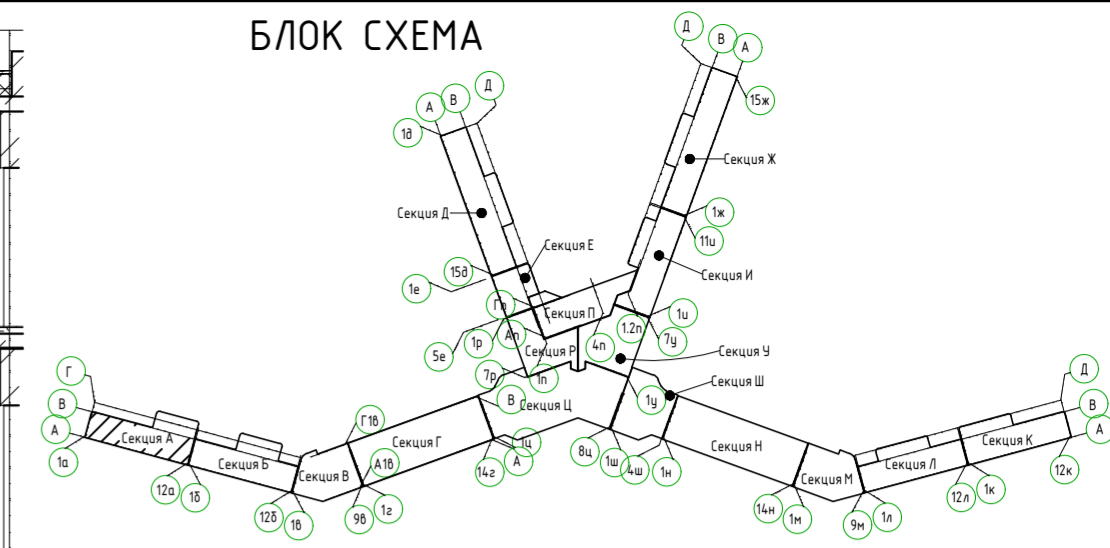 БЛОК СХЕМА
Д
В
А
15ж
Секция Ж
1ж
11и
Секция И
1и
7у
1.2п
4п
Д
В
А
1д
Секция Д
15д
1е
Секция Е
Гп
Секция П
Ап
1р
5е
Секция Р
7р
1п
Секция У
1у
Секция Ш
В
Секция Ц
1ц
А
14г
8ц
1ш
4ш
1н
Г
В
А
1а
Секция А
12а
1б
Секция Б
12б
1в
Секция В
Г1в
А1в
9в
1г
Секция Г
Секция Н
14н
1м
Секция М
9м
1л
Секция Л
12л
1к
Секция К
12к
Д
В
А